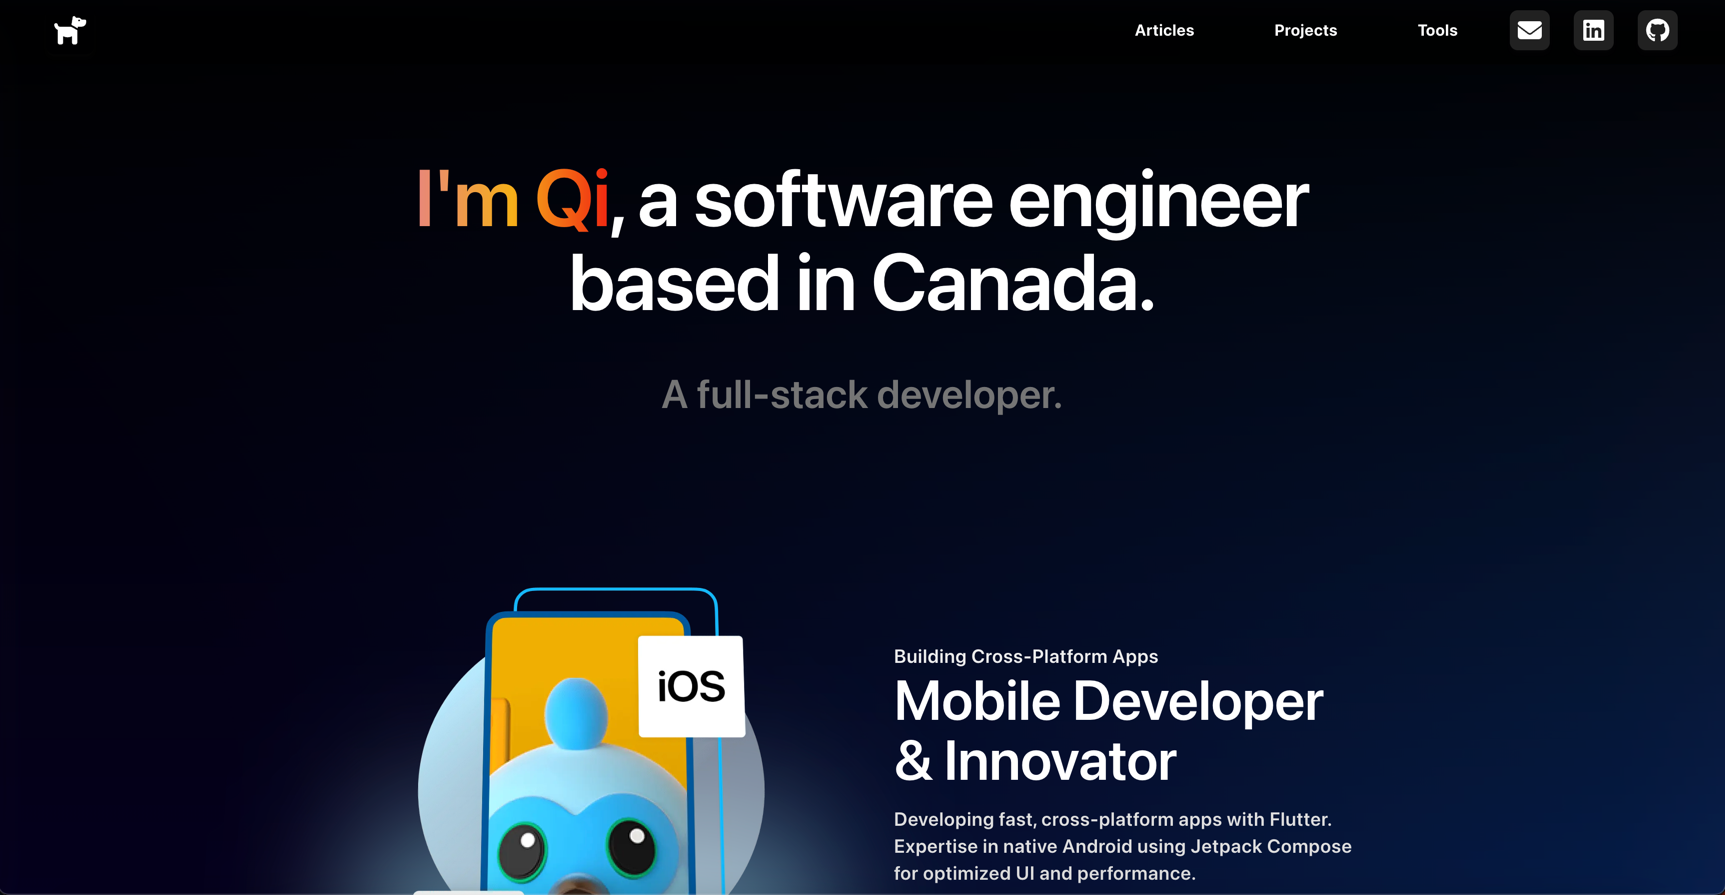 Articles
Projects
Tools
I'm Qi, a software engineer
based in Canada.
A full-stack developer.
iOS
Building Cross-Platform Apps
Mobile Developer
& Innovator
Developing fast, cross-platform apps with Flutter.
Expertise in native Android using Jetpack Compose
for optimized UI and performance.